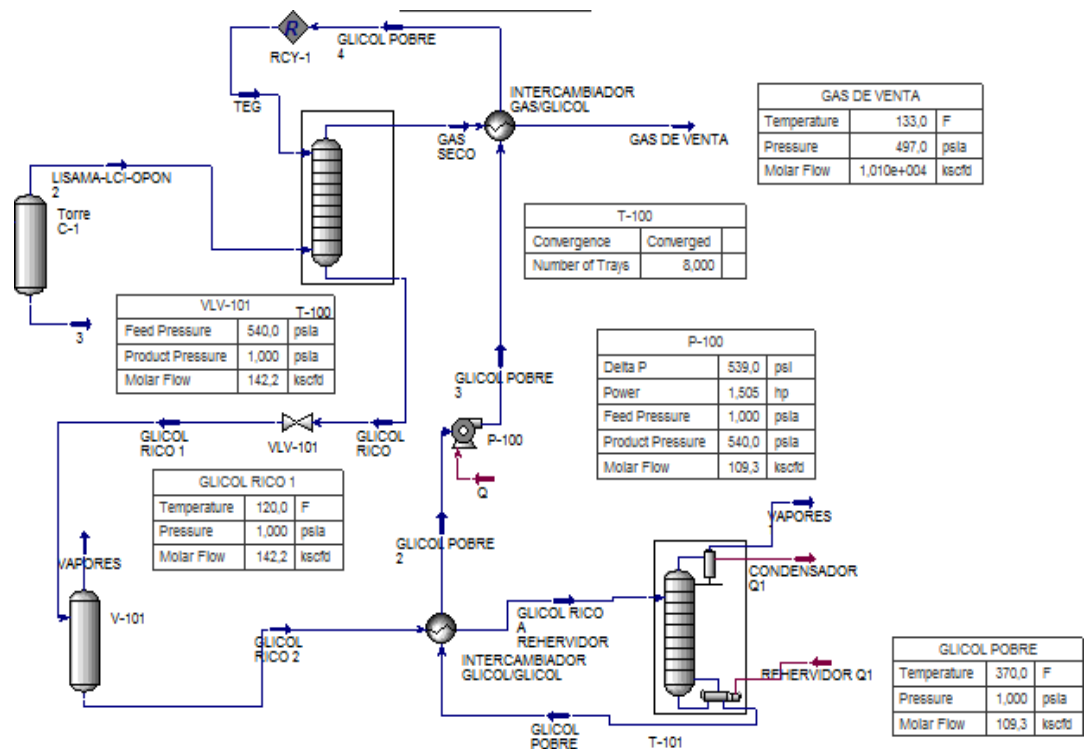 GLICOL POBRE
4
R
RCY-1
TEG
INTERCAMBIADOR
GAS/GLICOL
GAS
SECO
GAS DE VENTA
GAS DE VENTA
Temperature 133,0 F
Pressure 497,0 psia
Molar Flow 1,010e+004 kscfd
LISAMA-LCI-OPON
2
Torre
C-1
3
T-100
T-100
Convergence Converged
Number of Trays 8,000
VLV-101
Feed Pressure 540,0 psia
Product Pressure 1,000 psia
Molar Flow 142,2 kscfd
P-100
Delta P 539,0 psi
Power 1,505 hp
Feed Pressure 1,000 psia
Product Pressure 540,0 psia
Molar Flow 109,3 kscfd
GLICOL POBRE
3
P-100
Q
GLICOL
RICO 1
VLV-101
GLICOL
RICO
GLICOL RICO 1
Temperature 120,0 F
Pressure 1,000 psia
Molar Flow 142,2 kscfd
GLICOL POBRE
2
VAPORES
V-101
GLICOL
RICO 2
INTERCAMBIADOR
GLICOL/GLICOL
GLICOL RICO
A
REHERVIDOR
VAPORES
CONDENSADOR
Q1
REHERVIDOR Q1
GLICOL
POBRE
T-101
GLICOL POBRE
Temperature 370,0 F
Pressure 1,000 psia
Molar Flow 109,3 kscfd